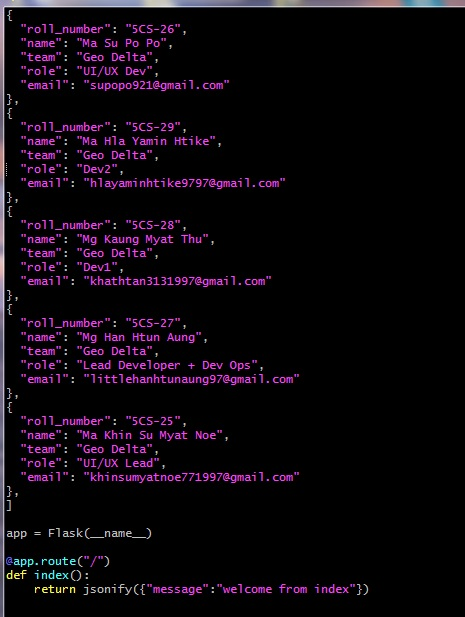 {
"roll_number": "5CS-26",
"name": "Ma Su Po Po",
"team": "Geo Delta",
"role": "UI/UX Dev",
"email": "supopo921@gmail.com"
},
{
"roll_number": "5CS-29",
"name": "Ma Hla Yamin Htike",
"team": "Geo Delta",
"role": "Dev2",
"email": "hlayaminhtike9797@gmail.com"
},
{
"roll_number": "5CS-28",
"name": "Mg Kaung Myat Thu",
"team": "Geo Delta",
"role": "Dev1",
"email": "khathtan3131997@gmail.com"
},
{
"roll_number": "5CS-27",
"name": "Mg Han Htun Aung",
"team": "Geo Delta",
"role": "Lead Developer + Dev Ops",
"email": "littlehanhtunaung97@gmail.com"
},
{
"roll_number": "5CS-25",
"name": "Ma Khin Su Myat Noe",
"team": "Geo Delta",
"role": "UI/UX Lead",
"email": "khinsumyatnoe771997@gmail.com"
},
]
app = Flask(__name__)
@app.route("/")
def index():
return jsonify({"message":"welcome from index"})